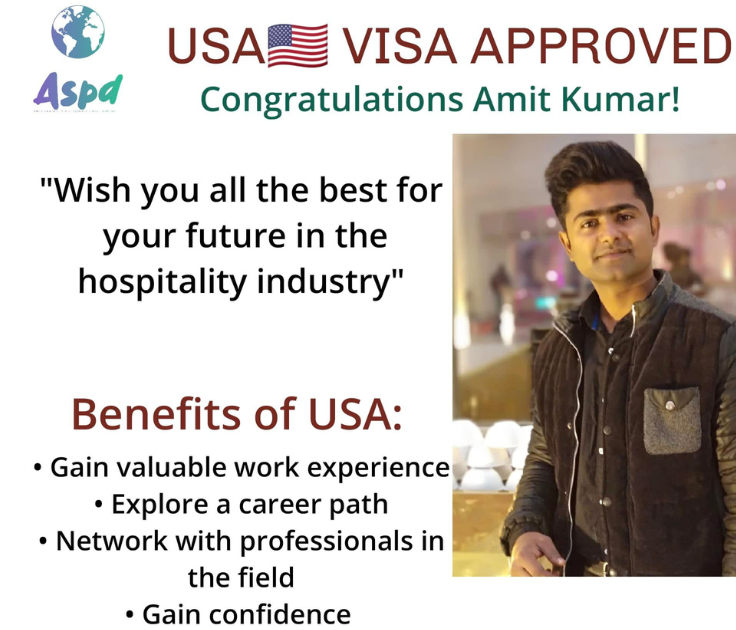 USA🇺🇸 VISA APPROVED
Aspd
Congratulations Amit Kumar!
"Wish you all the best for
your future in the
hospitality industry"
Benefits of USA:
• Gain valuable work experience
• Explore a career path
• Network with professionals in
the field
• Gain confidence